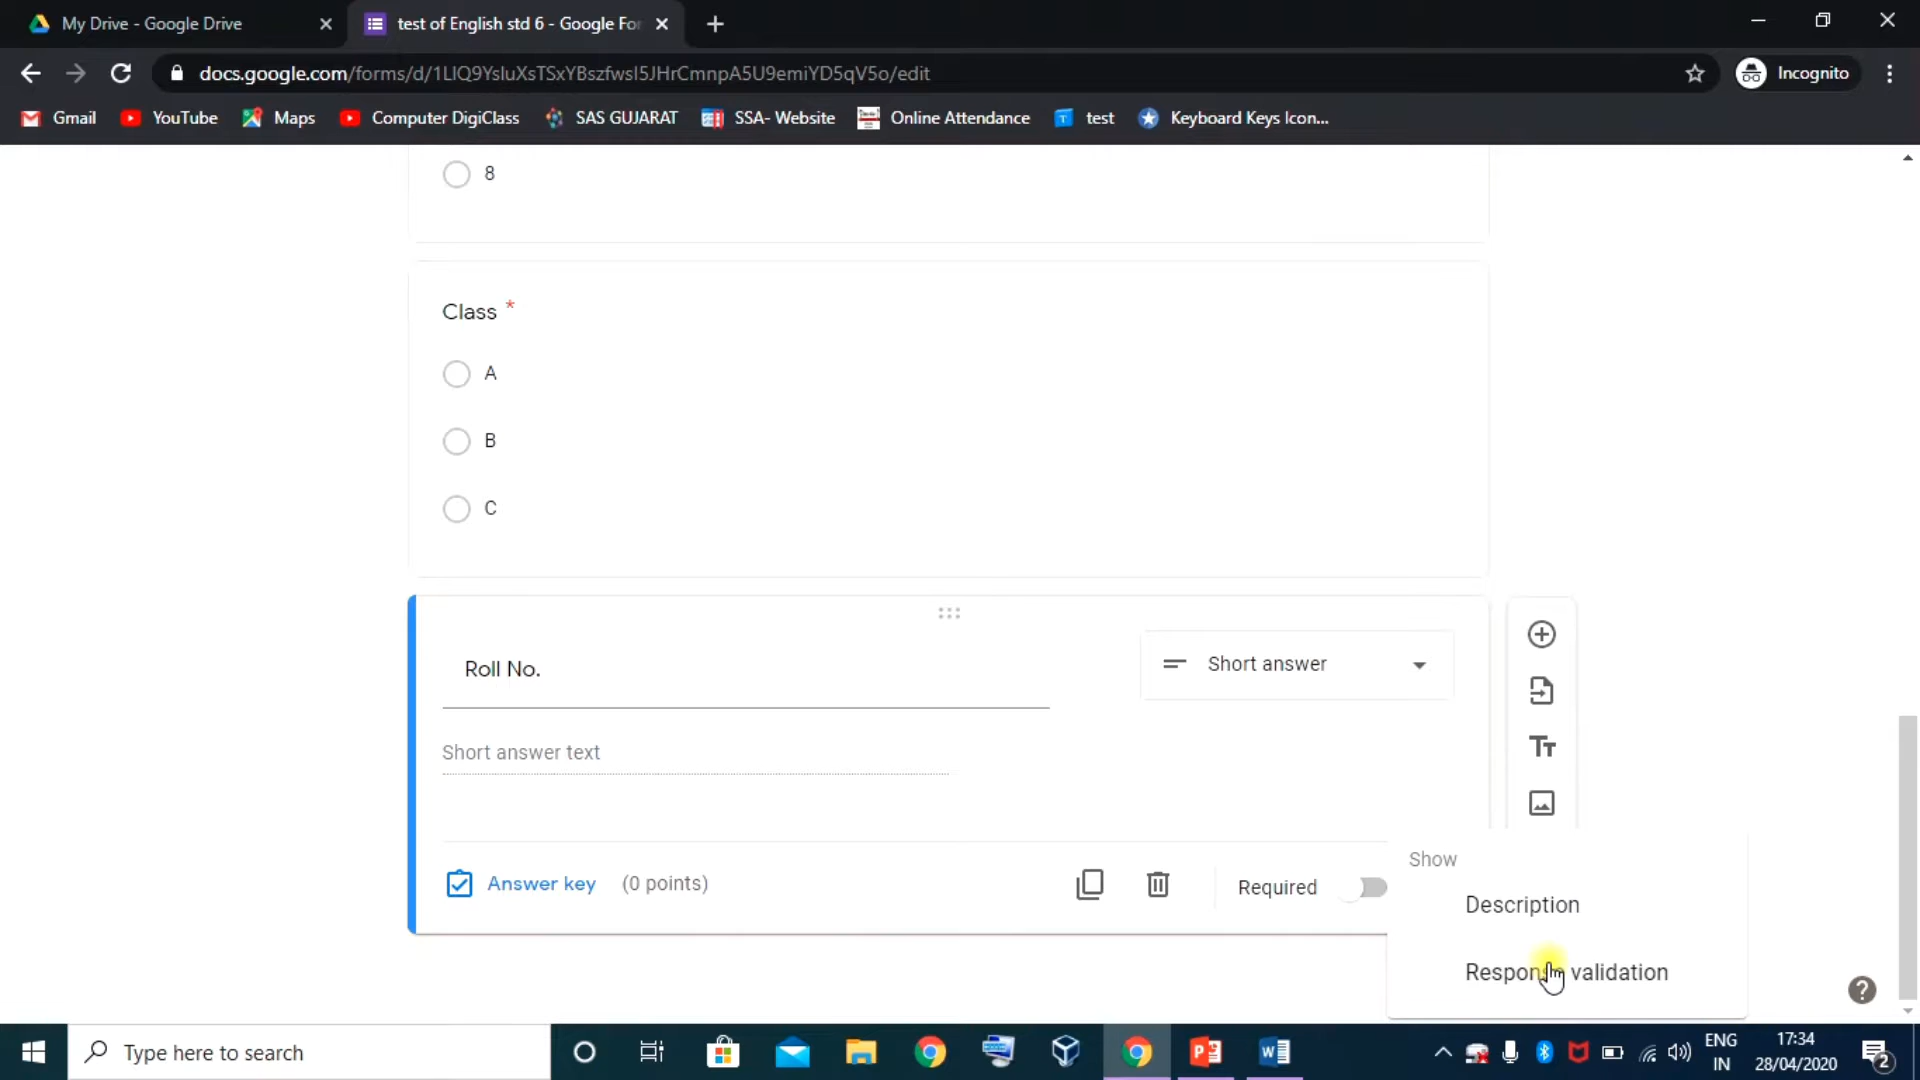 My Drive - Google Drive
test of English std 6 - Google For
docs.google.com/forms/d/1LlQ9YsluXsTSxYBszfwsI5JHrCmnpA5U9emiYD5qV5o/edit
Incognito
Gmail
YouTube
Maps
Computer DigiClass
SAS GUJARAT
SSA- Website
Online Attendance
test
Keyboard Keys Icon...
8
Class *
A
B
C
Roll No.
Short answer
Short answer text
Answer key (0 points)
Required
Show
Description
Response validation
Type here to search
ENG
IN
17:34
28/04/2020
2